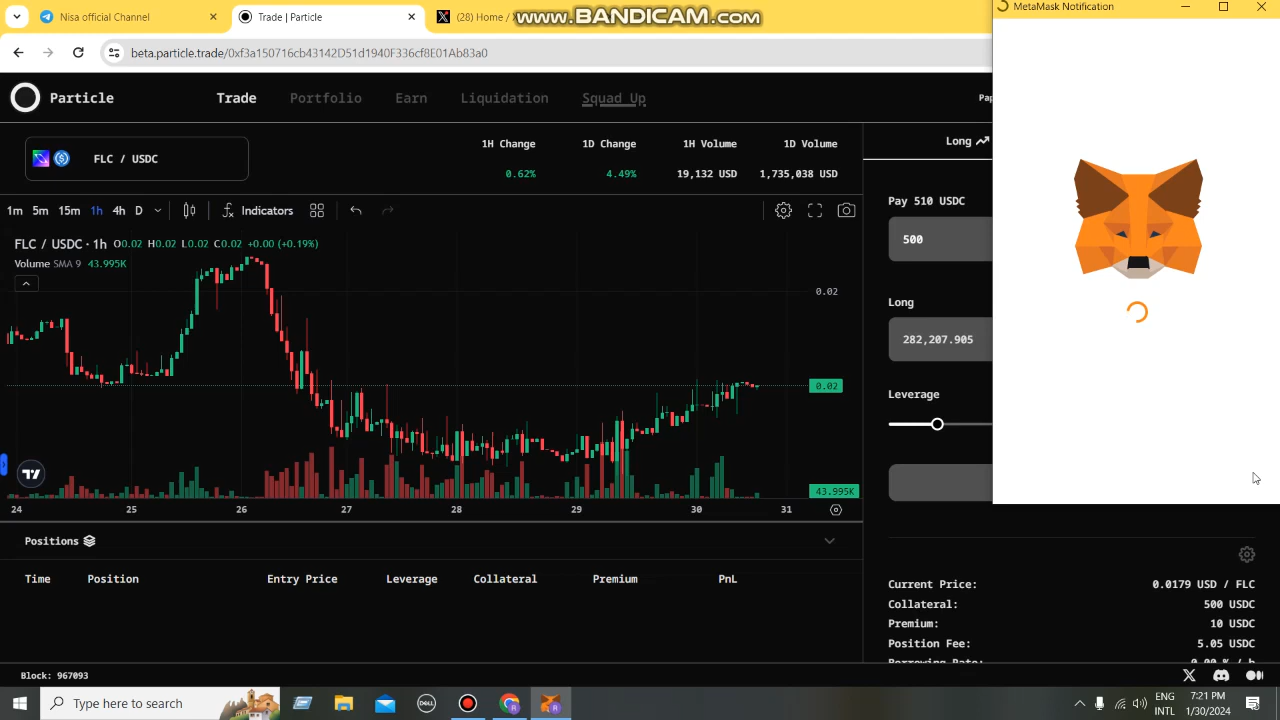 Nisa official Channel
Trade | Particle
(28) Home /
www.BANDICAM.com
MetaMask Notification
beta.particle.trade/0xf3a150716cb43142D51d1940F336cf8E01Ab83a0
Particle
Trade
Portfolio
Earn
Liquidation
Squad Up
FLC / USDC
1H Change
1D Change
1H Volume
1D Volume
0.62%
4.49%
19,132 USD
1,735,038 USD
Long
1m 5m 15m 1h 4h D
Indicators
FLC / USDC · 1h O0.02 H0.02 L0.02 C0.02 +0.00 (+0.19%)
Volume SMA 9 43.995K
0.02
0.02
43.995K
24 25 26 27 28 29 30 31
Pay 510 USDC
500
Long
282,207.905
Leverage
Positions
Time Position Entry Price Leverage Collateral Premium PnL
Current Price: 0.0179 USD / FLC
Collateral: 500 USDC
Premium: 10 USDC
Position Fee: 5.05 USDC
Borrowing Rate: 0.00 % / h
Block: 967093
Type here to search
DELL
ENG
INTL
7:21 PM
1/30/2024